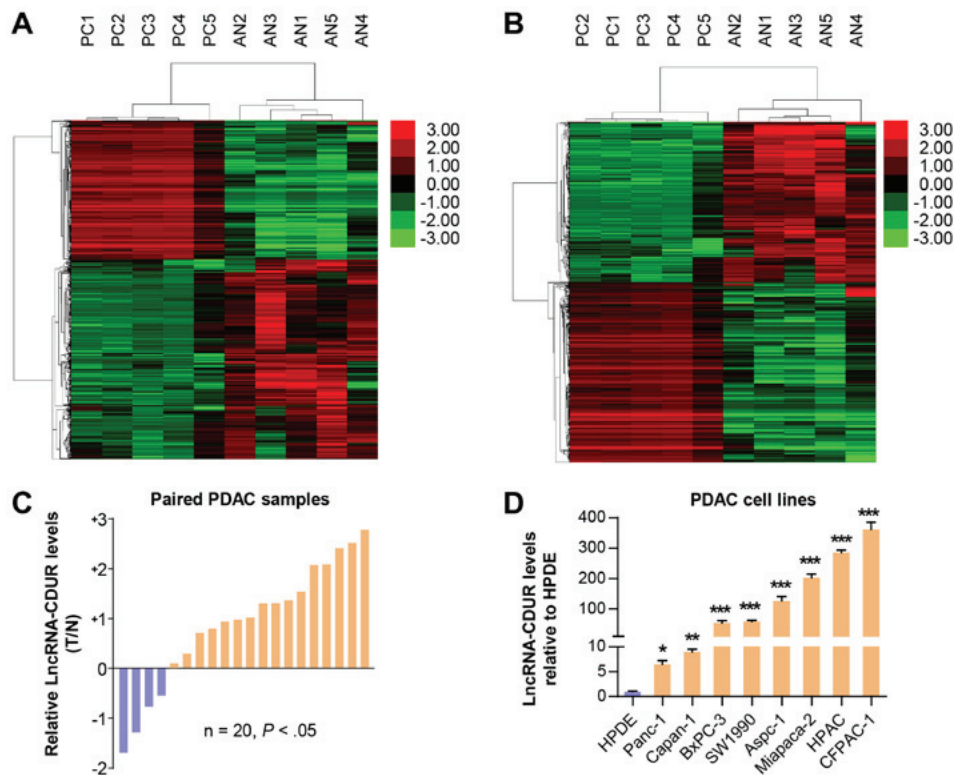 A
PC1 PC2 PC3 PC4 PC5 AN2 AN3 AN1 AN5 AN4
3.00
2.00
1.00
0.00
-1.00
-2.00
-3.00
B
PC2 PC1 PC3 PC4 PC5 AN2 AN1 AN3 AN5 AN4
3.00
2.00
1.00
0.00
-1.00
-2.00
-3.00
C
Paired PDAC samples
Relative LncRNA-CDUR levels
(T/N)
+3
+2
+1
0
-1
-2
n = 20, P < .05
D
PDAC cell lines
LncRNA-CDUR levels
relative to HPDE
400
300
200
100
10
5
0
*
**
***
***
***
***
***
***
HPDE
Panc-1
Capan-1
BxPC-3
SW1990
Aspc-1
Miapaca-2
HPAC
CFPAC-1